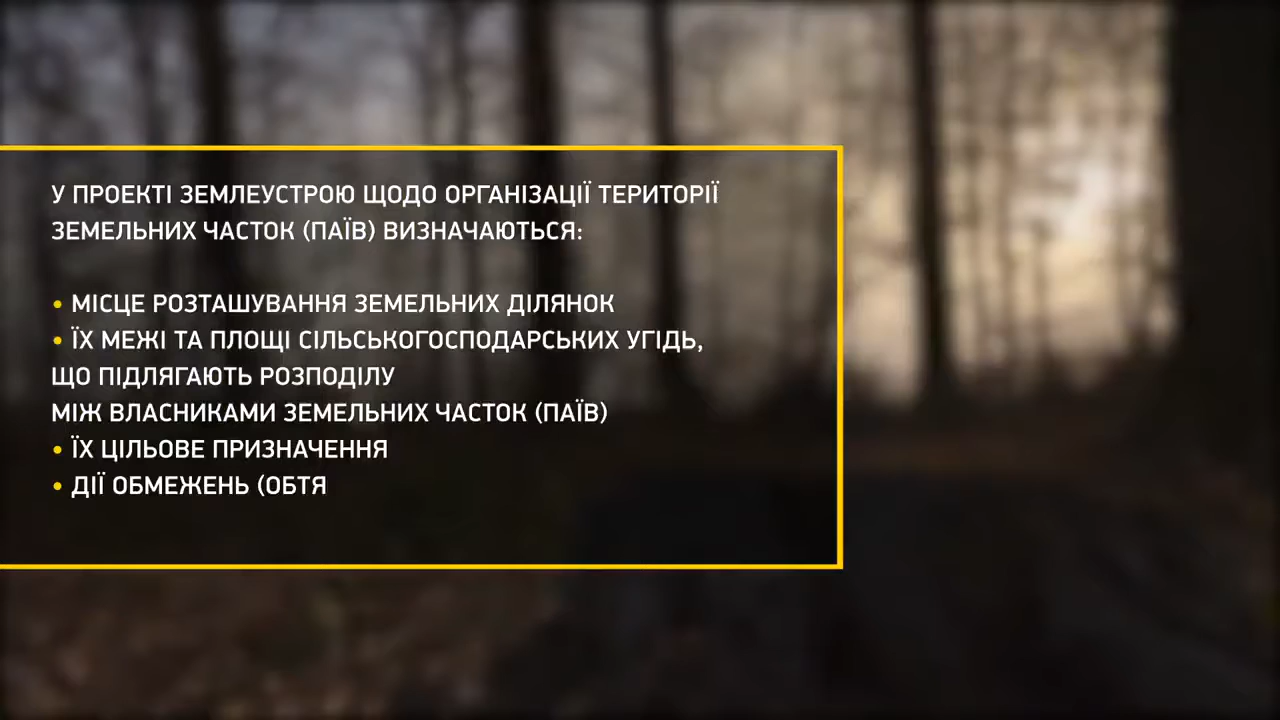 У ПРОЕКТІ ЗЕМЛЕУСТРОЮ ЩОДО ОРГАНІЗАЦІЇ ТЕРИТОРІЇ
ЗЕМЕЛЬНИХ ЧАСТОК (ПАЇВ) ВИЗНАЧАЮТЬСЯ:
• МІСЦЕ РОЗТАШУВАННЯ ЗЕМЕЛЬНИХ ДІЛЯНОК
• ЇХ МЕЖІ ТА ПЛОЩІ СІЛЬСЬКОГОСПОДАРСЬКИХ УГІДЬ,
ЩО ПІДЛЯГАЮТЬ РОЗПОДІЛУ
МІЖ ВЛАСНИКАМИ ЗЕМЕЛЬНИХ ЧАСТОК (ПАЇВ)
• ЇХ ЦІЛЬОВЕ ПРИЗНАЧЕННЯ
• ДІЇ ОБМЕЖЕНЬ (ОБТЯ